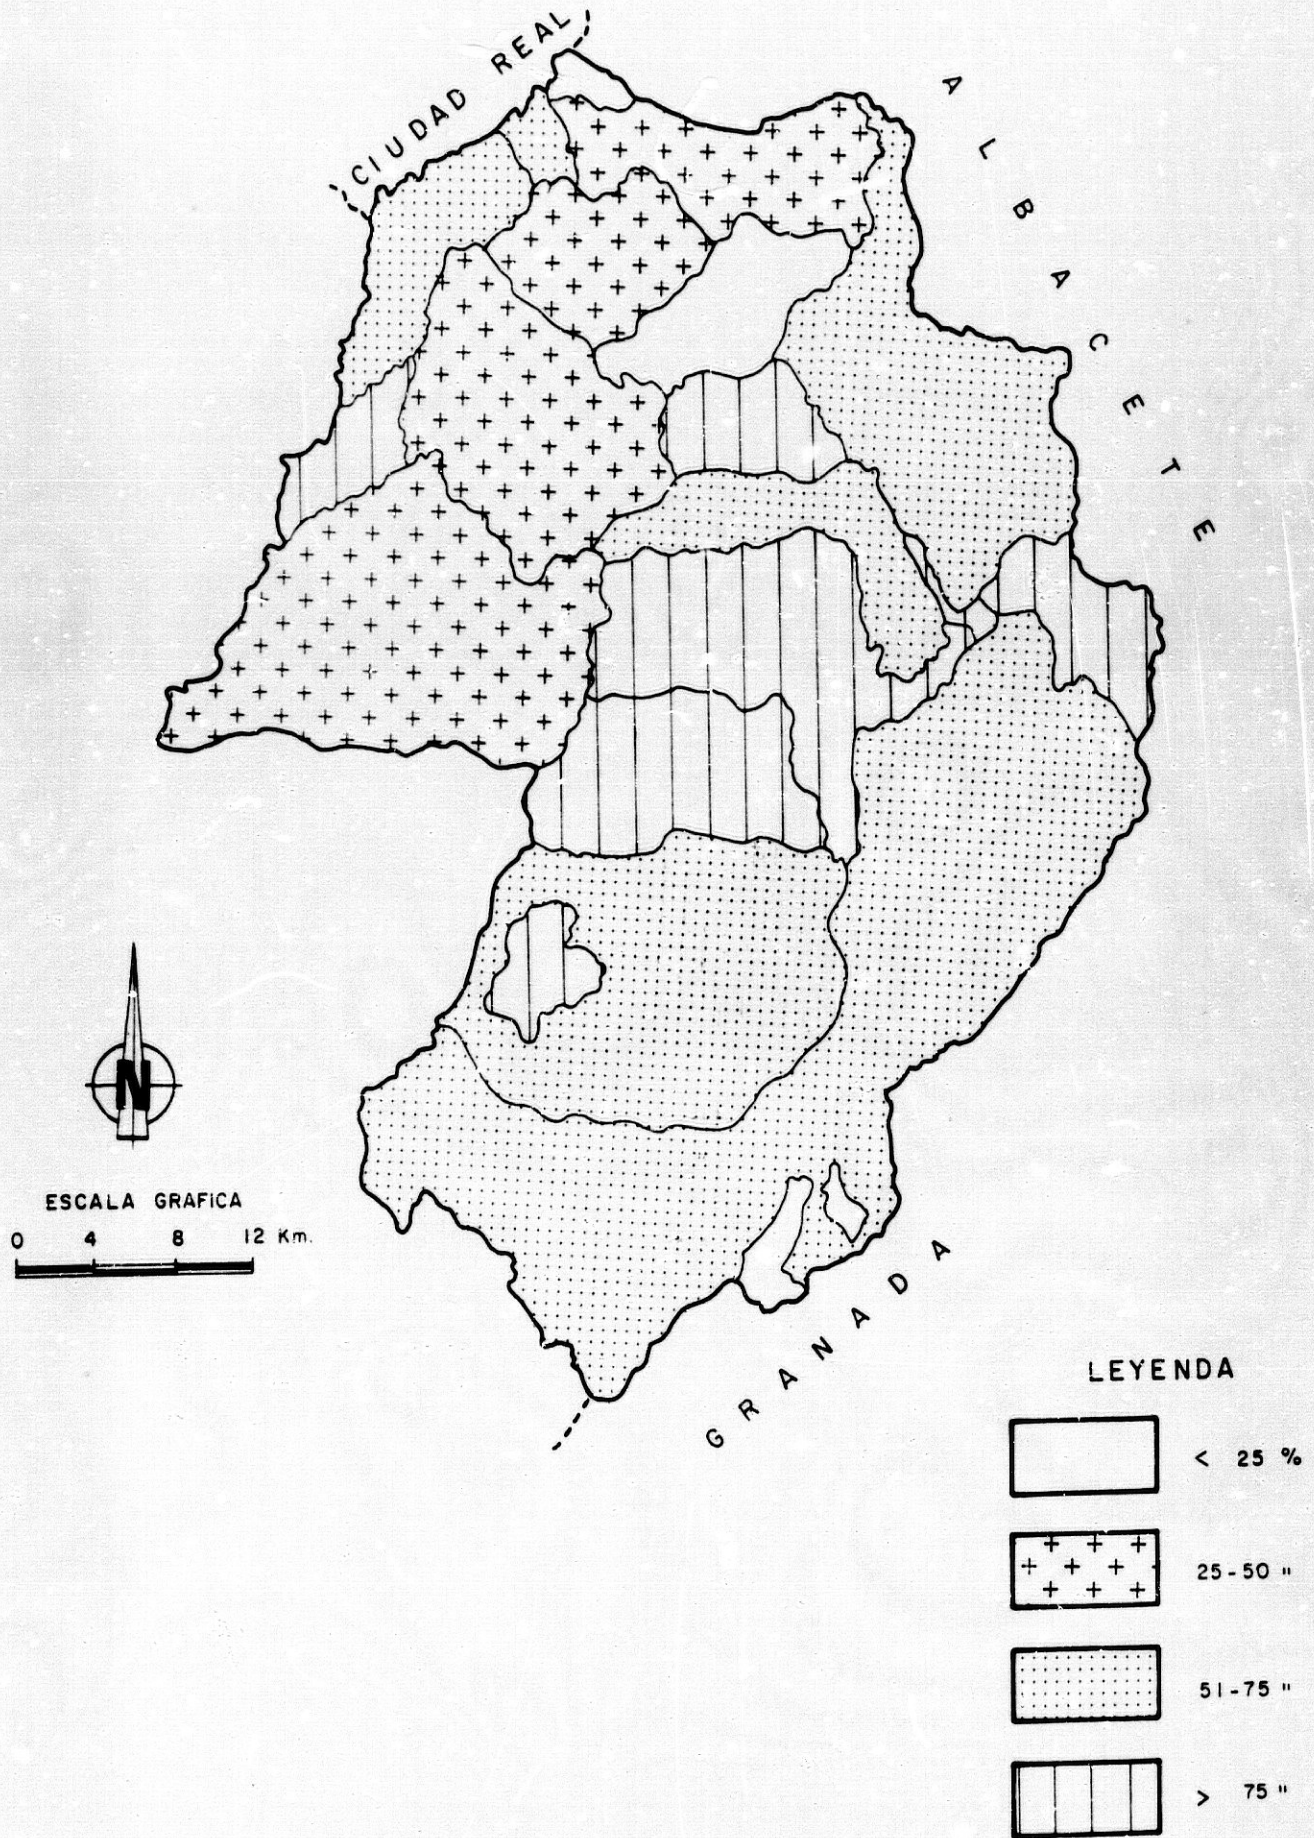 CIUDAD REAL
ALBACETE
N
ESCALA GRAFICA
0 4 8 12 Km.
GRANADA
LEYENDA
< 25 %
25-50 "
51-75 "
> 75 "